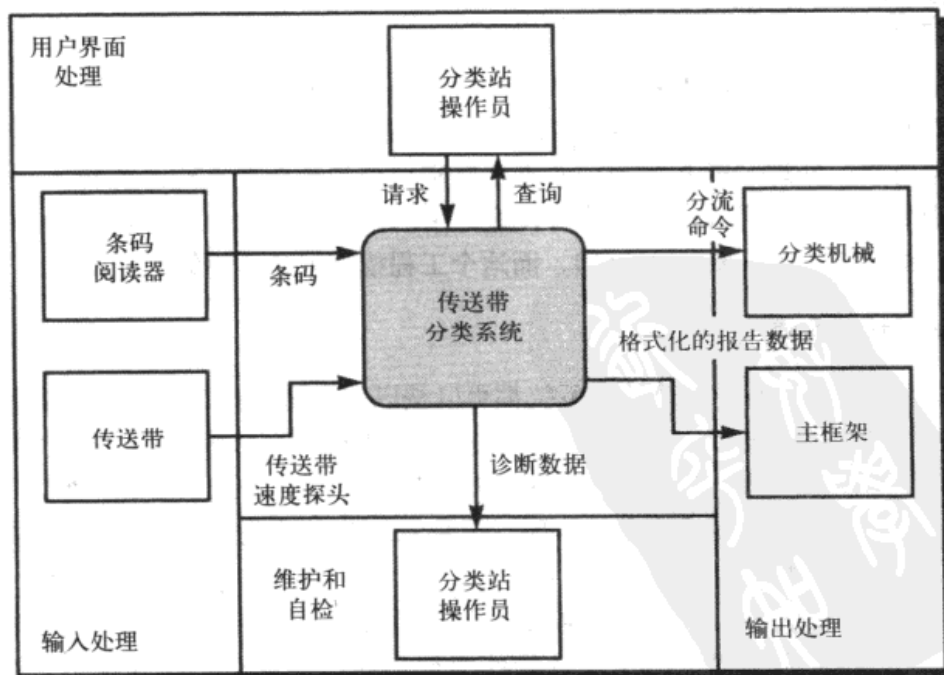 用户界面
处理
分类站
操作员
请求
查询
分流
命令
条码
阅读器
条码
传送带
分类系统
分类机械
格式化的报告数据
传送带
传送带
速度探头
诊断数据
主框架
维护和
自检
分类站
操作员
输入处理
输出处理